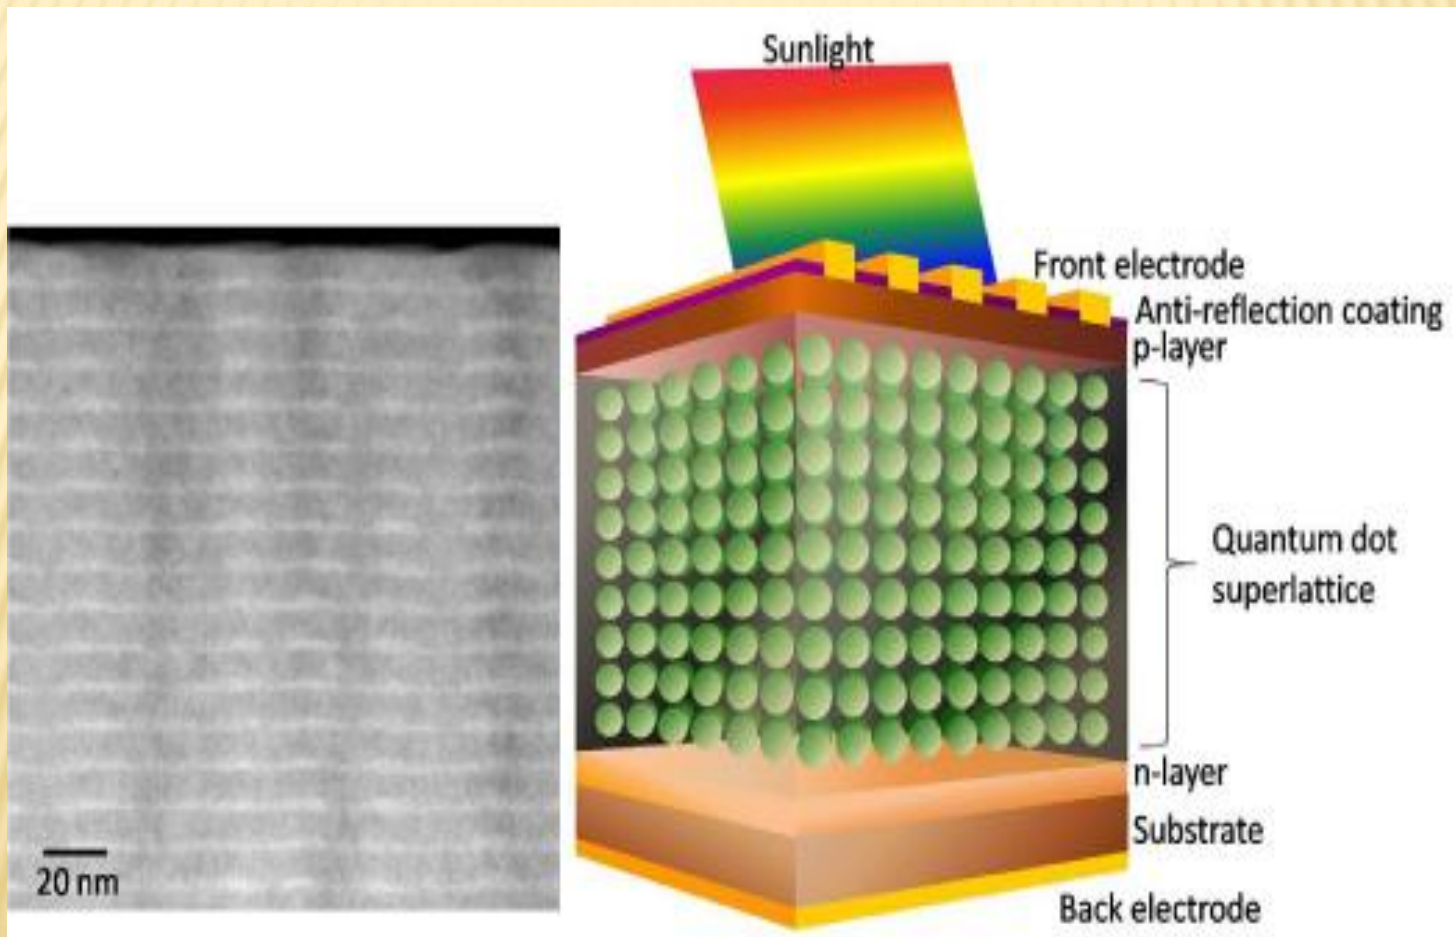 Sunlight
Front electrode
Anti-reflection coating
p-layer
Quantum dot
superlattice
n-layer
Substrate
20 nm
Back electrode